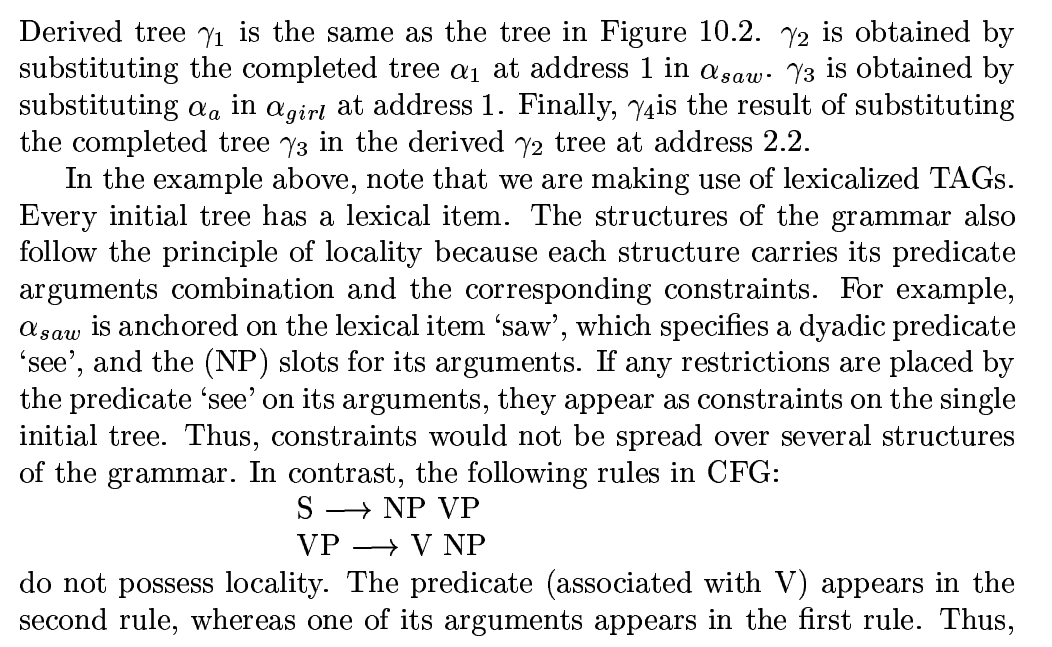 Derived tree γ₁ is the same as the tree in Figure 10.2. γ₂ is obtained by
substituting the completed tree α₁ at address 1 in α_saw. γ₃ is obtained by
substituting α_a in α_girl at address 1. Finally, γ₄is the result of substituting
the completed tree γ₃ in the derived γ₂ tree at address 2.2.
In the example above, note that we are making use of lexicalized TAGs.
Every initial tree has a lexical item. The structures of the grammar also
follow the principle of locality because each structure carries its predicate
arguments combination and the corresponding constraints. For example,
α_saw is anchored on the lexical item ‘saw’, which specifies a dyadic predicate
‘see’, and the (NP) slots for its arguments. If any restrictions are placed by
the predicate ‘see’ on its arguments, they appear as constraints on the single
initial tree. Thus, constraints would not be spread over several structures
of the grammar. In contrast, the following rules in CFG:
S ⟶ NP VP
VP ⟶ V NP
do not possess locality. The predicate (associated with V) appears in the
second rule, whereas one of its arguments appears in the first rule. Thus,